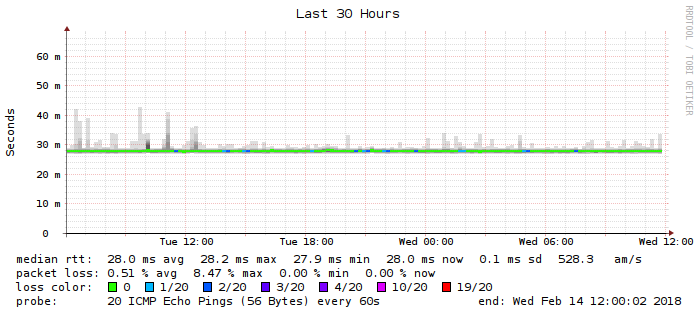 Last 30 Hours
RRDTOOL / TOBI OETIKER
Seconds
60 m
50 m
40 m
30 m
20 m
10 m
0
Tue 12:00 Tue 18:00 Wed 00:00 Wed 06:00 Wed 12:00
median rtt: 28.0 ms avg 28.2 ms max 27.9 ms min 28.0 ms now 0.1 ms sd 528.3 am/s
packet loss: 0.51 % avg 8.47 % max 0.00 % min 0.00 % now
loss color: 0 1/20 2/20 3/20 4/20 10/20 19/20
probe: 20 ICMP Echo Pings (56 Bytes) every 60s end: Wed Feb 14 12:00:02 2018